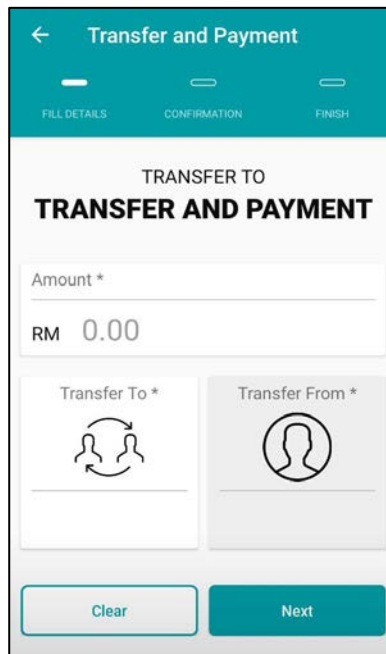 Transfer and Payment
FILL DETAILS CONFIRMATION FINISH
TRANSFER TO
TRANSFER AND PAYMENT
Amount *
RM 0.00
Transfer To * Transfer From *
Clear Next